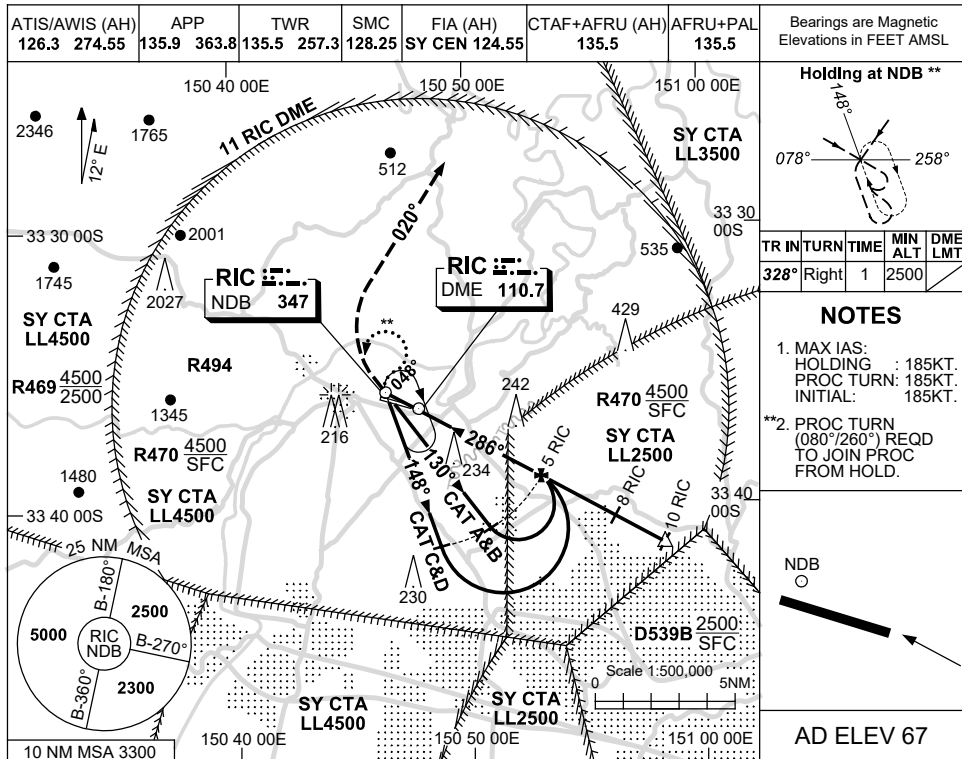 ATIS/AWIS (AH)
126.3 274.55
APP
135.9 363.8
TWR
135.5 257.3
SMC
128.25
FIA (AH)
SY CEN 124.55
CTAF+AFRU (AH)
135.5
AFRU+PAL
135.5
Bearings are Magnetic
Elevations in FEET AMSL
150 40 00E
150 50 00E
151 00 00E
2346
1765
12° E
11 RIC DME
512
SY CTA
LL3500
020°
33 30 00S
33 30
00S
2001
535
1745
2027
RIC
NDB 347
RIC
DME 110.7
429
SY CTA
LL4500
R494
**
048°
242
R469 4500
2500
R470 4500
SFC
1345
216
286°
SY CTA
LL2500
R470 4500
SFC
234
5 RIC
130° CAT A&B
148° CAT C&D
8 RIC
10 RIC
1480
SY CTA
LL4500
33 40 00S
33 40
00S
230
25 NM MSA
B-180°
5000
2500
RIC
NDB
B-270°
B-360°
2300
D539B 2500
SFC
Scale 1:500,000
0 5NM
SY CTA
LL4500
SY CTA
LL2500
10 NM MSA 3300
150 40 00E
150 50 00E
151 00 00E
Holding at NDB **
148°
078°
258°
TR IN TURN TIME MIN ALT DME LMT
328° Right 1 2500
NOTES
1. MAX IAS:
HOLDING : 185KT.
PROC TURN: 185KT.
INITIAL: 185KT.
**2. PROC TURN
(080°/260°) REQD
TO JOIN PROC
FROM HOLD.
NDB
AD ELEV 67